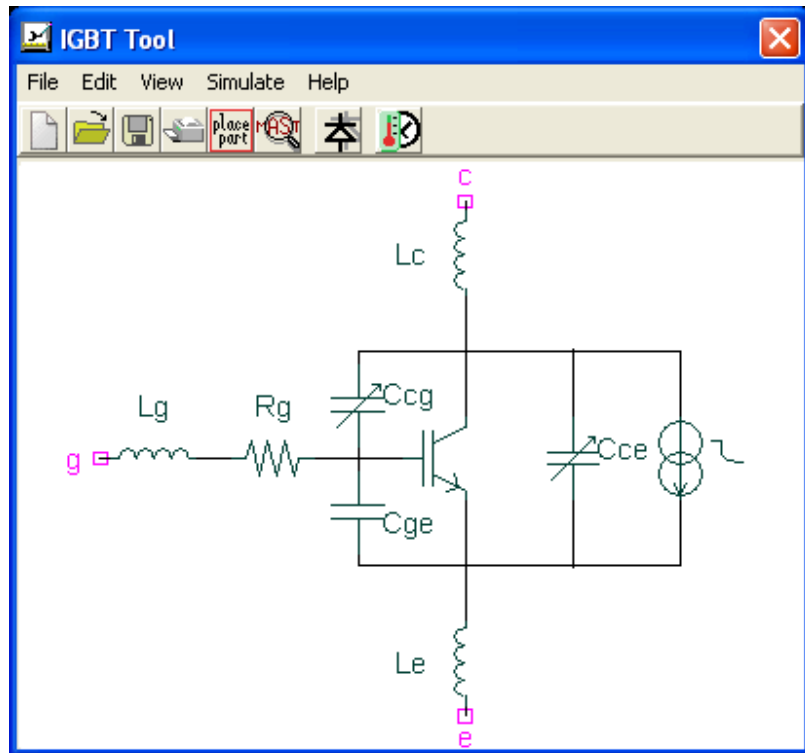 IGBT Tool
File Edit View Simulate Help
place part MAST
c
Lc
Ccg
Lg Rg
g
Cce
Cge
Le
e